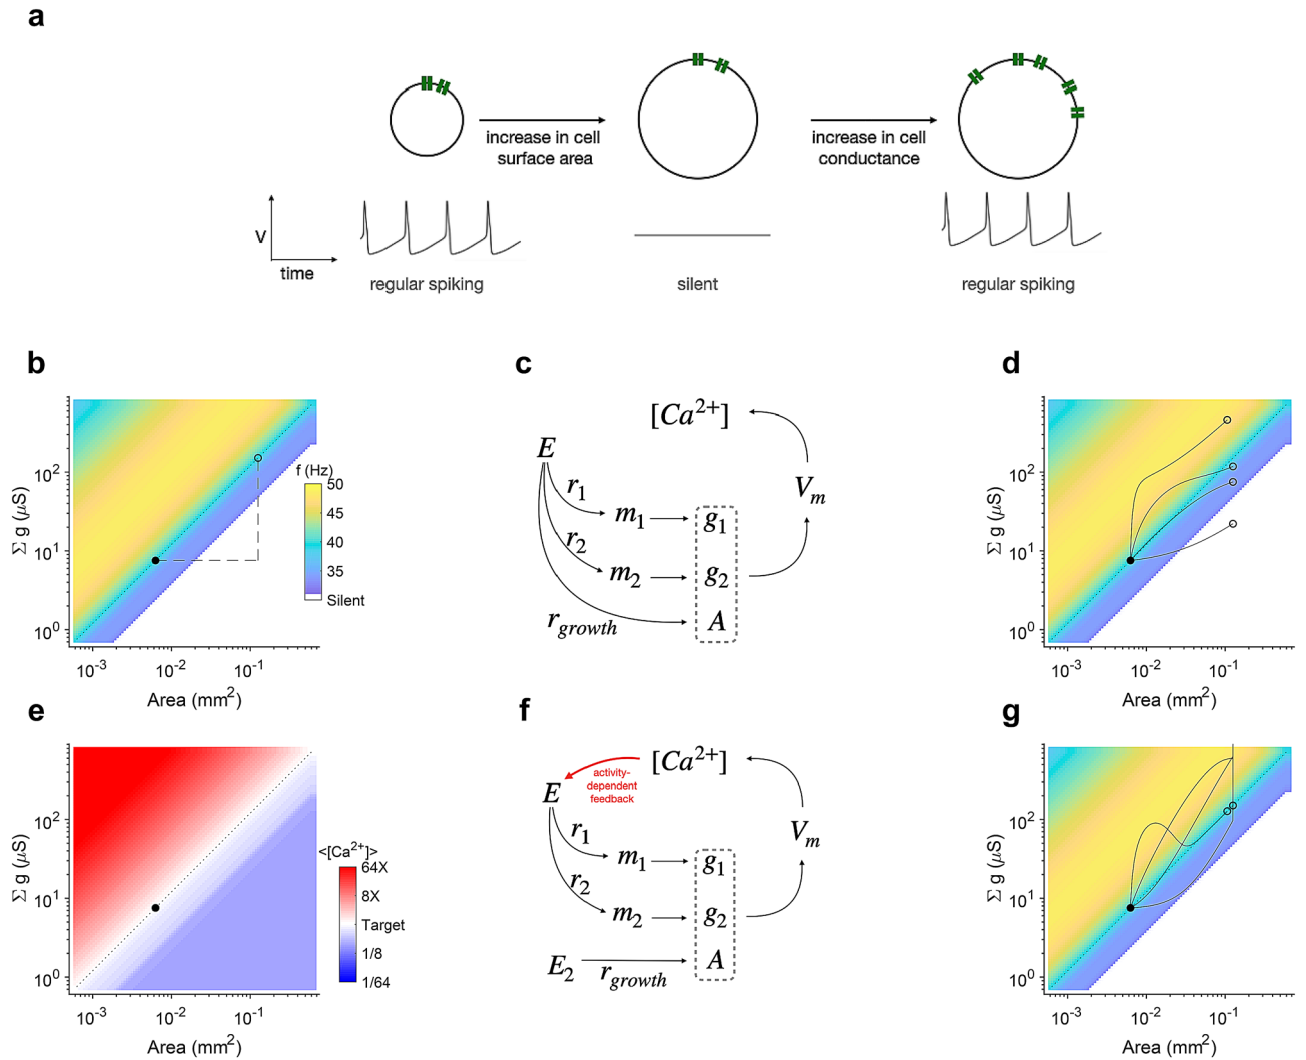 a
increase in cell
surface area
increase in cell
conductance
V
time
regular spiking
silent
regular spiking
b
c
d
10²
10¹
10⁰
Σ g (μS)
f (Hz)
50
45
40
35
Silent
10⁻³
10⁻²
10⁻¹
Area (mm²)
[Ca²⁺]
E
r₁
r₂
m₁
g₁
m₂
g₂
r_growth
A
Vₘ
10²
10¹
10⁰
Σ g (μS)
10⁻³
10⁻²
10⁻¹
Area (mm²)
e
f
g
10²
10¹
10⁰
Σ g (μS)
<[Ca²⁺]>
64X
8X
Target
1/8
1/64
10⁻³
10⁻²
10⁻¹
Area (mm²)
[Ca²⁺]
activity-
dependent
feedback
E
r₁
r₂
m₁
g₁
m₂
g₂
E₂
r_growth
A
Vₘ
10²
10¹
10⁰
Σ g (μS)
10⁻³
10⁻²
10⁻¹
Area (mm²)